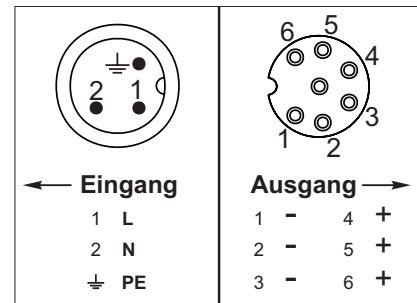 2 1
6 5
4
3
1 2
Eingang
1 L
2 N
⏚ PE
Ausgang
1 - 4 +
2 - 5 +
3 - 6 +